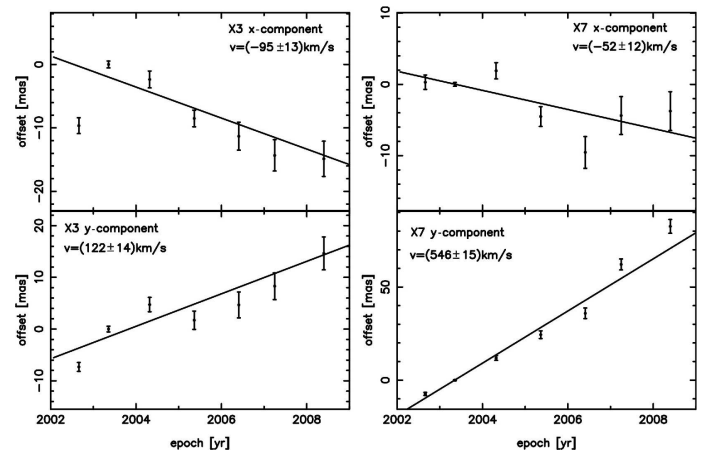 X3 x-component
v=(−95±13)km/s
offset [mas]
0
−10
−20
X7 x-component
v=(−52±12)km/s
offset [mas]
10
0
−10
X3 y-component
v=(122±14)km/s
offset [mas]
20
10
0
−10
2002 2004 2006 2008
epoch [yr]
X7 y-component
v=(546±15)km/s
offset [mas]
50
0
2002 2004 2006 2008
epoch [yr]